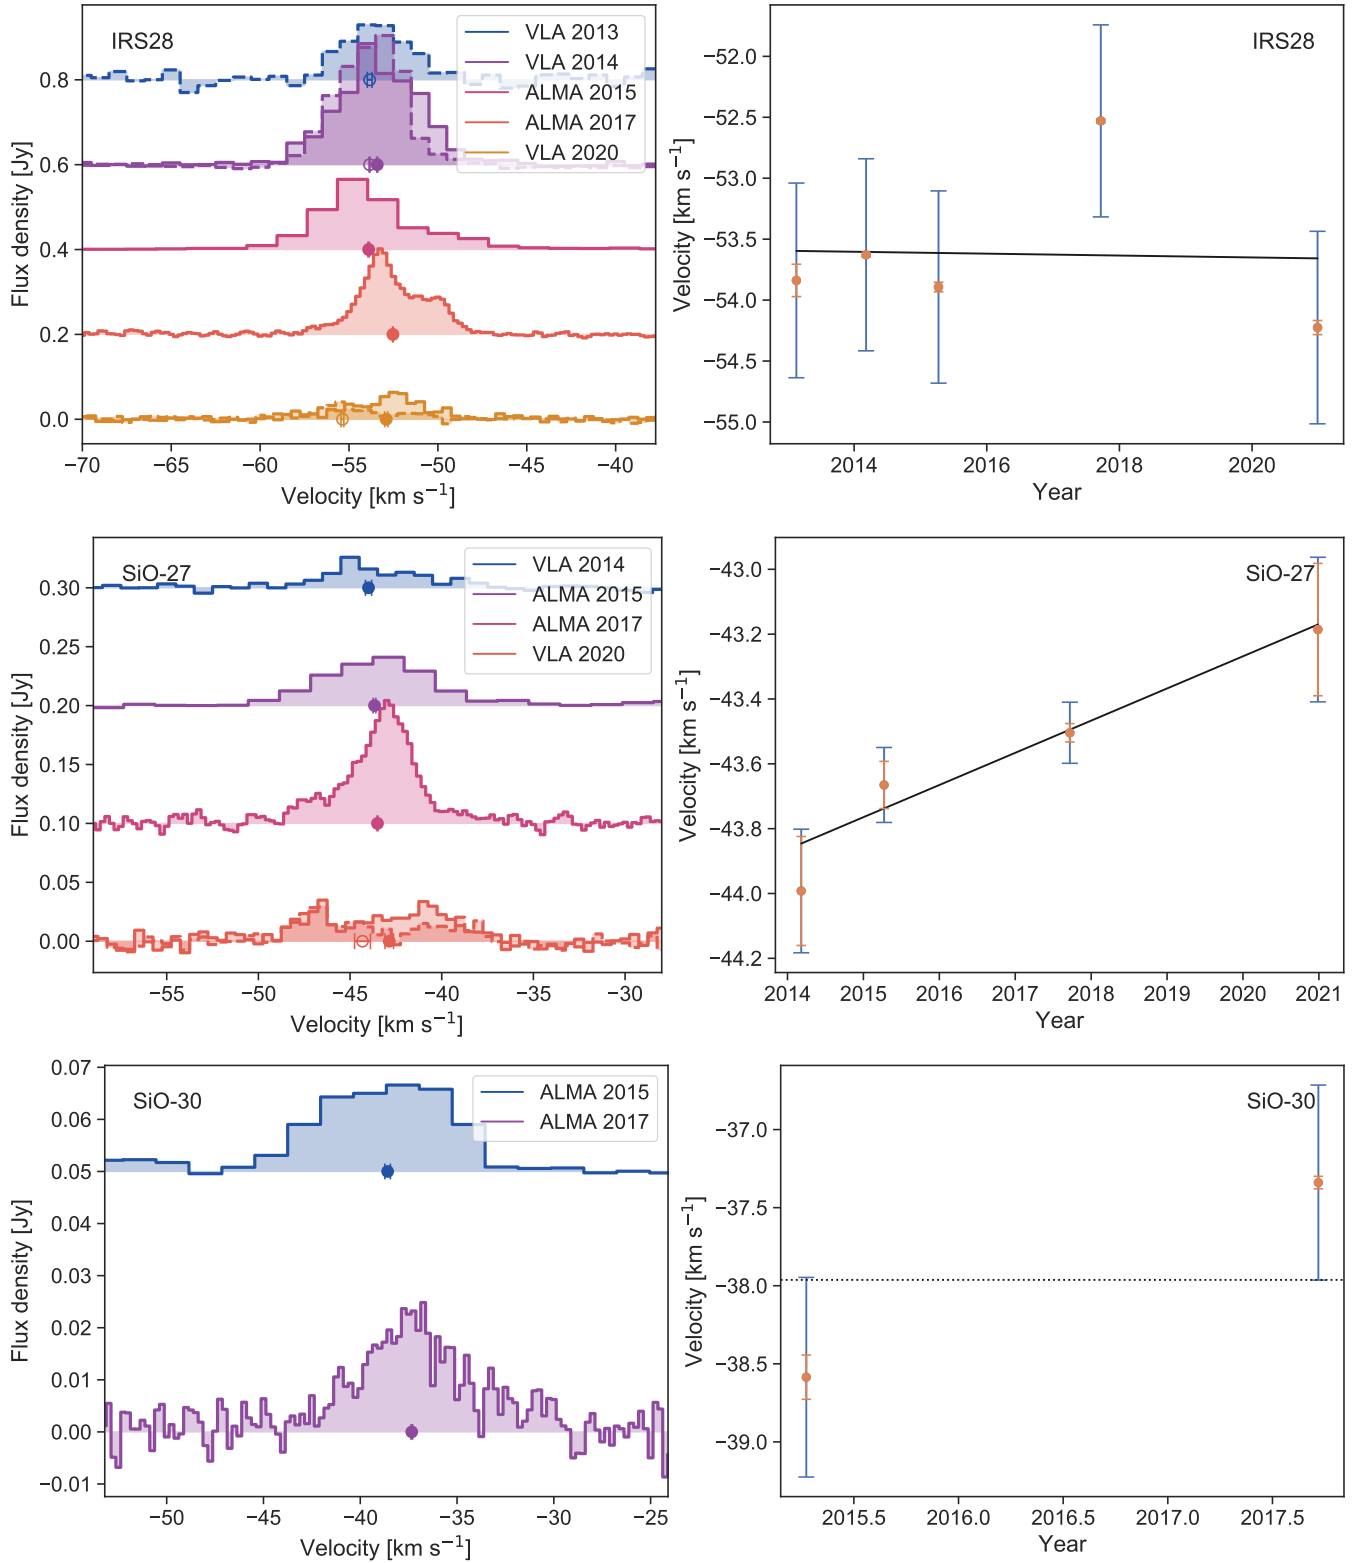 IRS28
VLA 2013
VLA 2014
ALMA 2015
ALMA 2017
VLA 2020
0.8
0.6
0.4
0.2
0.0
Flux density [Jy]
−70 −65 −60 −55 −50 −45 −40
Velocity [km s⁻¹]
IRS28
−52.0
−52.5
−53.0
−53.5
−54.0
−54.5
−55.0
Velocity [km s⁻¹]
2014 2016 2018 2020
Year
SiO-27
VLA 2014
ALMA 2015
ALMA 2017
VLA 2020
0.30
0.25
0.20
0.15
0.10
0.05
0.00
Flux density [Jy]
−55 −50 −45 −40 −35 −30
Velocity [km s⁻¹]
SiO-27
−43.0
−43.2
−43.4
−43.6
−43.8
−44.0
−44.2
Velocity [km s⁻¹]
2014 2015 2016 2017 2018 2019 2020 2021
Year
SiO-30
ALMA 2015
ALMA 2017
0.07
0.06
0.05
0.04
0.03
0.02
0.01
0.00
−0.01
Flux density [Jy]
−50 −45 −40 −35 −30 −25
Velocity [km s⁻¹]
SiO-30
−37.0
−37.5
−38.0
−38.5
−39.0
Velocity [km s⁻¹]
2015.5 2016.0 2016.5 2017.0 2017.5
Year